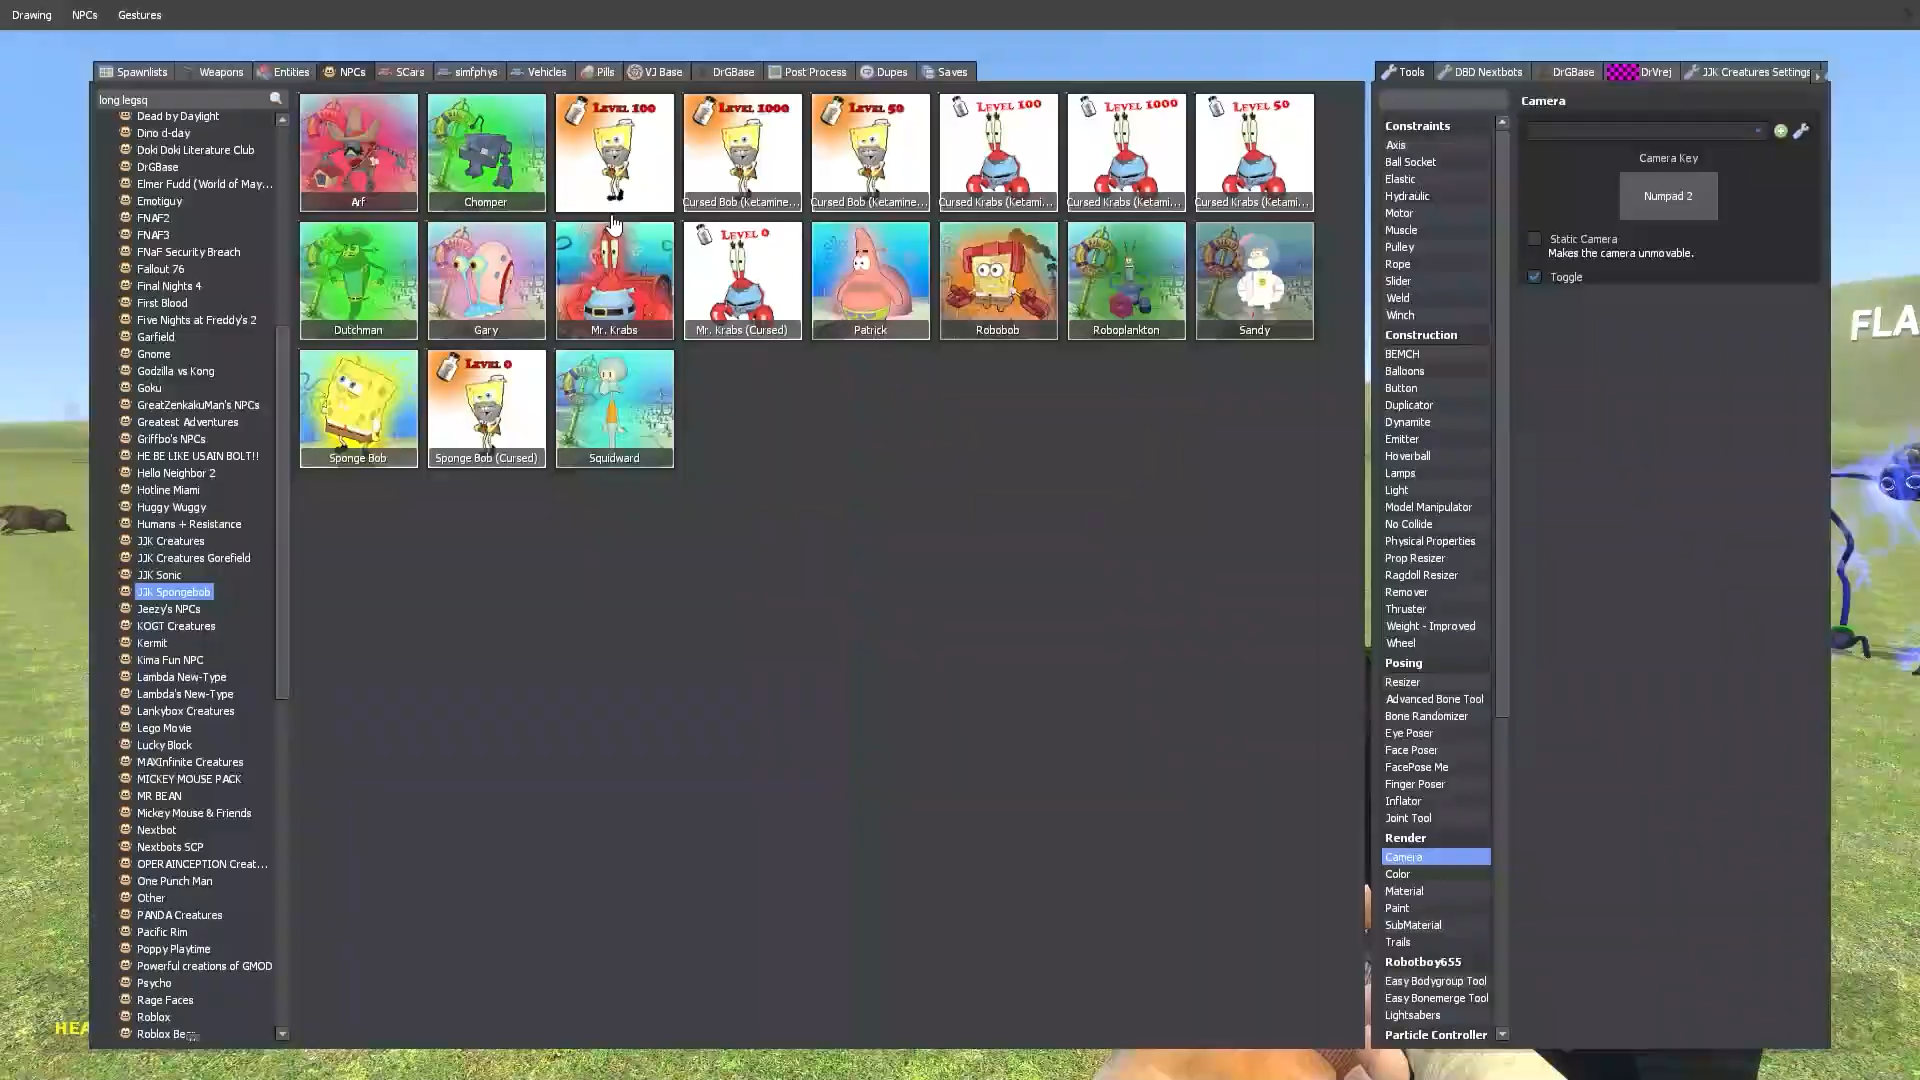 Drawing NPCs Gestures
Spawnlists Weapons Entities NPCs SCars simfphys Vehicles Pills VJ Base DrGBase Post Process Dupes Saves
Tools DBD Nextbots DrGBase DrVrej JJK Creatures Settings
long legsq
Dead by Daylight
Dino d-day
Doki Doki Literature Club
DrGBase
Elmer Fudd (World of May...
Emotiguy
FNAF2
FNAF3
FNaF Security Breach
Fallout 76
Final Nights 4
First Blood
Five Nights at Freddy's 2
Garfield
Gnome
Godzilla vs Kong
Goku
GreatZenkakuMan's NPCs
Greatest Adventures
Griffbo's NPCs
HE BE LIKE USAIN BOLT!!
Hello Neighbor 2
Hotline Miami
Huggy Wuggy
Humans + Resistance
JJK Creatures
JJK Creatures Gorefield
JJK Sonic
JJK Spongebob
Jeezy's NPCs
KOGT Creatures
Kermit
Kima Fun NPC
Lambda New-Type
Lambda's New-Type
Lankybox Creatures
Lego Movie
Lucky Block
MAXInfinite Creatures
MICKEY MOUSE PACK
MR BEAN
Mickey Mouse & Friends
Nextbot
Nextbots SCP
OPERAINCEPTION Creat...
One Punch Man
Other
PANDA Creatures
Pacific Rim
Poppy Playtime
Powerful creations of GMOD
Psycho
Rage Faces
Roblox
Roblox Be...
HEA
LEVEL 100 LEVEL 1000 LEVEL 50 LEVEL 100 LEVEL 1000 LEVEL 50
Arf Chomper Cursed Bob (Ketamine... Cursed Bob (Ketamine... Cursed Krabs (Ketami... Cursed Krabs (Ketami... Cursed Krabs (Ketami...
LEVEL 0
Dutchman Gary Mr. Krabs Mr. Krabs (Cursed) Patrick Robobob Roboplankton Sandy
LEVEL 0
Sponge Bob Sponge Bob (Cursed) Squidward
Constraints
Axis
Ball Socket
Elastic
Hydraulic
Motor
Muscle
Pulley
Rope
Slider
Weld
Winch
Construction
BEMCH
Balloons
Button
Duplicator
Dynamite
Emitter
Hoverball
Lamps
Light
Model Manipulator
No Collide
Physical Properties
Prop Resizer
Ragdoll Resizer
Remover
Thruster
Weight - Improved
Wheel
Posing
Resizer
Advanced Bone Tool
Bone Randomizer
Eye Poser
Face Poser
FacePose Me
Finger Poser
Inflator
Joint Tool
Render
Camera
Color
Material
Paint
SubMaterial
Trails
Robotboy655
Easy Bodygroup Tool
Easy Bonemerge Tool
Lightsabers
Particle Controller
Camera
Camera Key
Numpad 2
Static Camera
Makes the camera unmovable.
Toggle
FLA